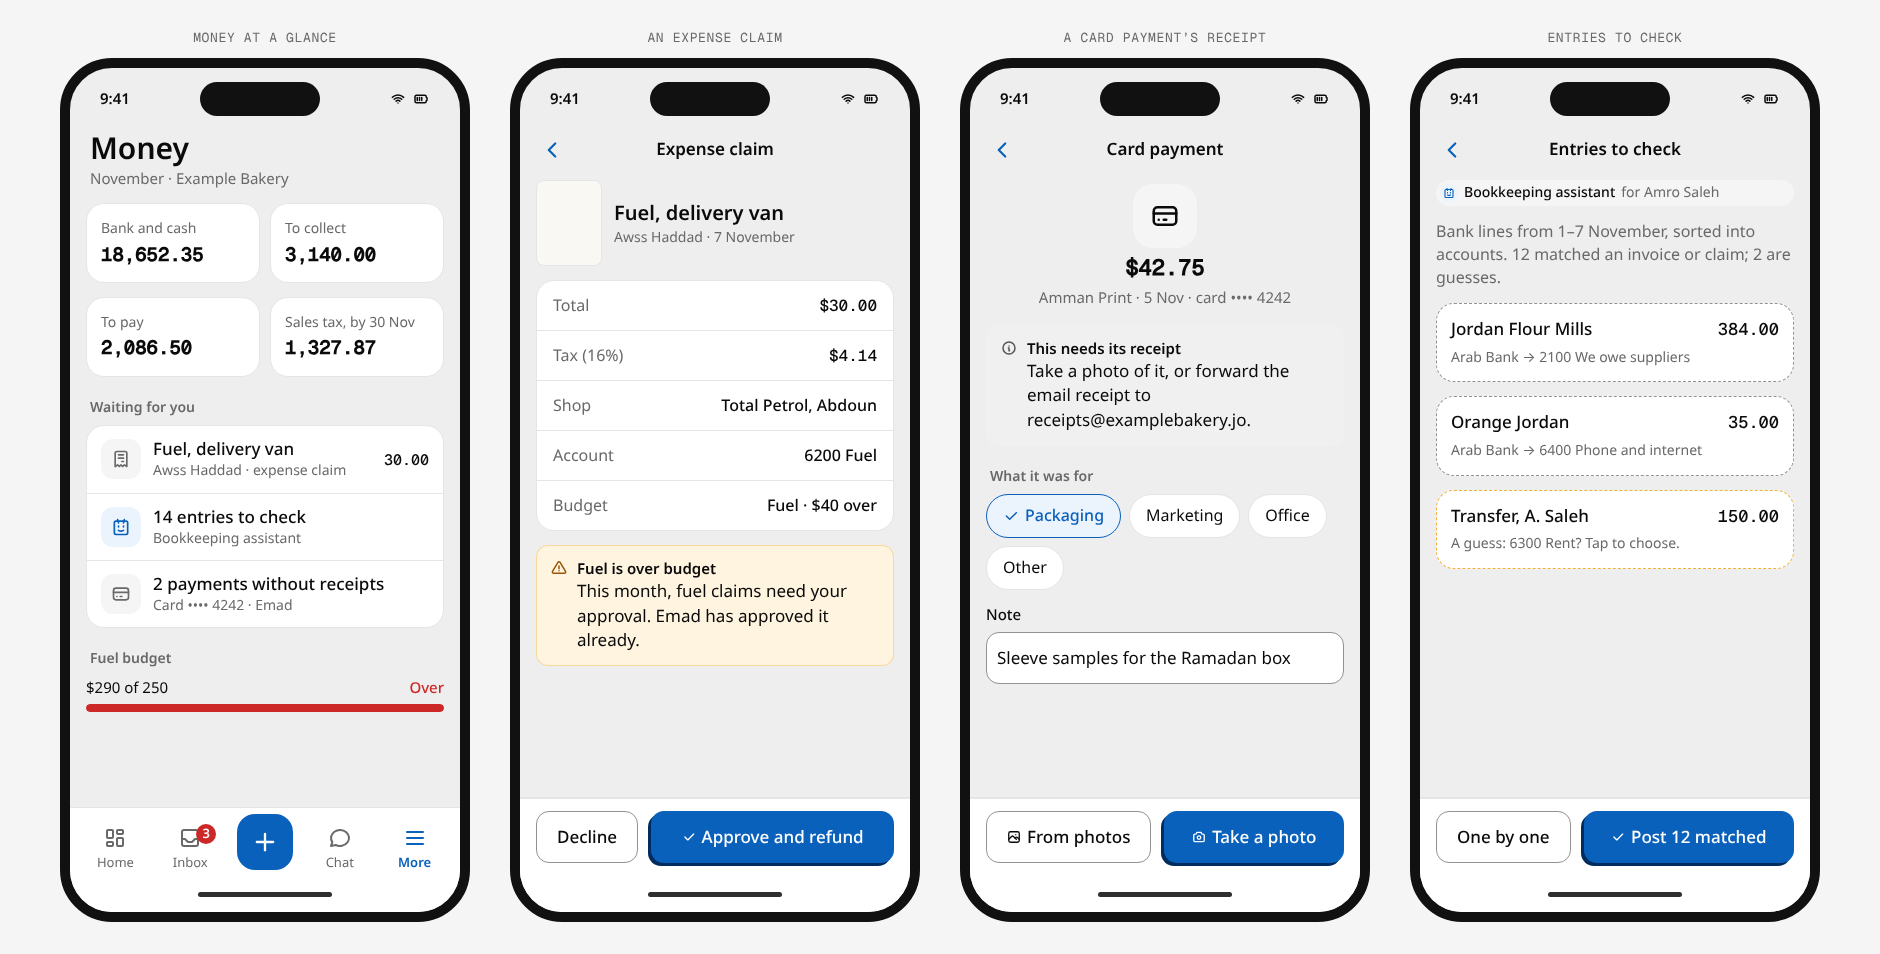 MONEY AT A GLANCE
9:41
Money
November · Example Bakery
Bank and cash
18,652.35
To collect
3,140.00
To pay
2,086.50
Sales tax, by 30 Nov
1,327.87
Waiting for you
Fuel, delivery van
Awss Haddad · expense claim
30.00
14 entries to check
Bookkeeping assistant
2 payments without receipts
Card •••• 4242 · Emad
Fuel budget
$290 of 250
Over
Home
Inbox
3
Chat
More
AN EXPENSE CLAIM
9:41
Expense claim
Fuel, delivery van
Awss Haddad · 7 November
Total
$30.00
Tax (16%)
$4.14
Shop
Total Petrol, Abdoun
Account
6200 Fuel
Budget
Fuel · $40 over
Fuel is over budget
This month, fuel claims need your
approval. Emad has approved it
already.
Decline
Approve and refund
A CARD PAYMENT'S RECEIPT
9:41
Card payment
$42.75
Amman Print · 5 Nov · card •••• 4242
This needs its receipt
Take a photo of it, or forward the
email receipt to
receipts@examplebakery.jo.
What it was for
Packaging
Marketing
Office
Other
Note
Sleeve samples for the Ramadan box
From photos
Take a photo
ENTRIES TO CHECK
9:41
Entries to check
Bookkeeping assistant for Amro Saleh
Bank lines from 1–7 November, sorted into
accounts. 12 matched an invoice or claim; 2 are
guesses.
Jordan Flour Mills
384.00
Arab Bank → 2100 We owe suppliers
Orange Jordan
35.00
Arab Bank → 6400 Phone and internet
Transfer, A. Saleh
150.00
A guess: 6300 Rent? Tap to choose.
One by one
Post 12 matched